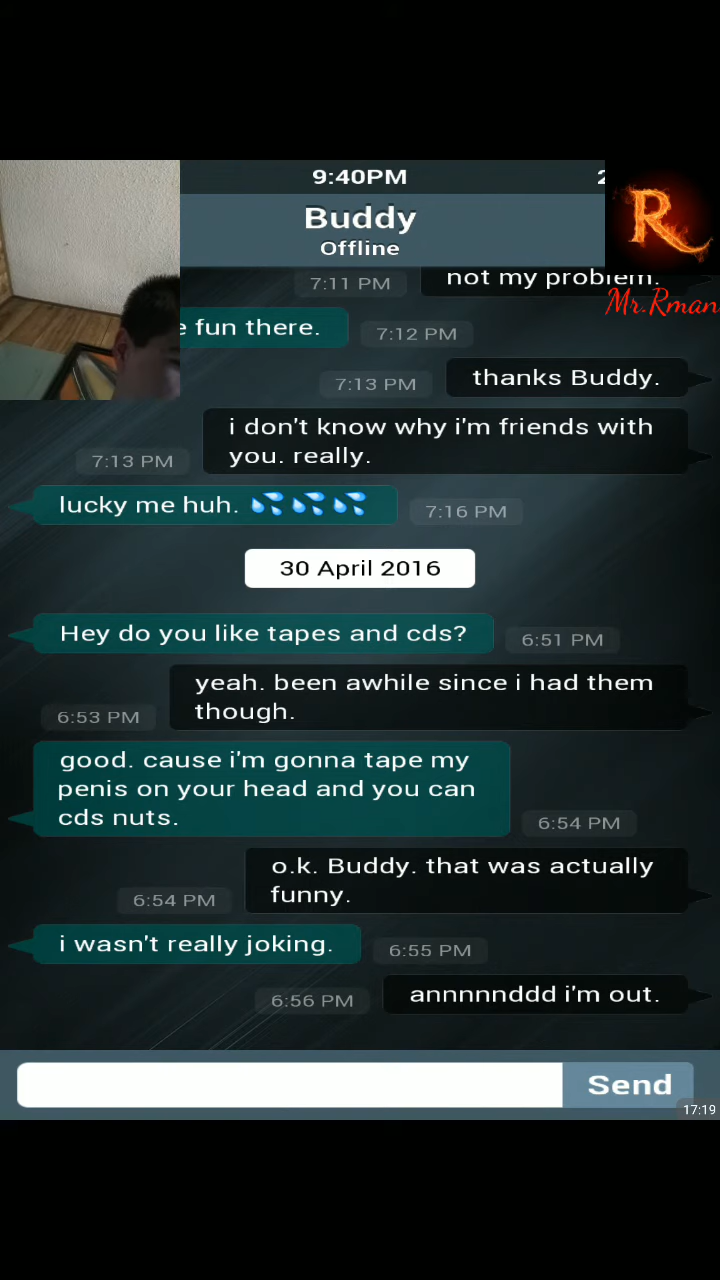 9:40PM
2
Buddy
Offline
R
Mr.Rman
7:11 PM
not my problem.
e fun there.
7:12 PM
7:13 PM
thanks Buddy.
i don't know why i'm friends with
you. really.
7:13 PM
lucky me huh. 💦💦💦
7:16 PM
30 April 2016
Hey do you like tapes and cds?
6:51 PM
yeah. been awhile since i had them
though.
6:53 PM
good. cause i'm gonna tape my
penis on your head and you can
cds nuts.
6:54 PM
o.k. Buddy. that was actually
funny.
6:54 PM
i wasn't really joking.
6:55 PM
6:56 PM
annnnnddd i'm out.
Send
17:19